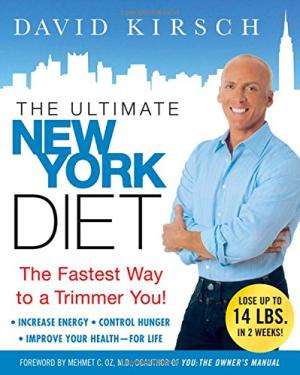 DAVID KIRSCH
THE ULTIMATE
NEW
YORK
DIET
The Fastest Way
to a Trimmer You!
• INCREASE ENERGY • CONTROL HUNGER
• IMPROVE YOUR HEALTH—FOR LIFE
LOSE UP TO
14 LBS.
IN 2 WEEKS!
FOREWORD BY MEHMET C. OZ, M.D., COAUTHOR OF YOU: THE OWNER'S MANUAL